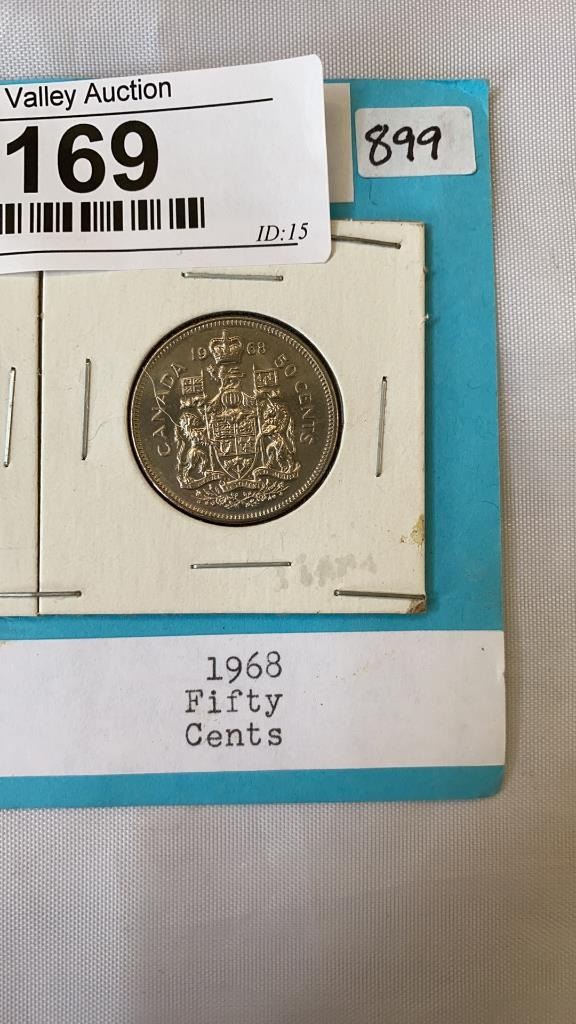 Valley Auction
169
899
ID:15
1968
CANADA
50 CENTS
1968
Fifty
Cents